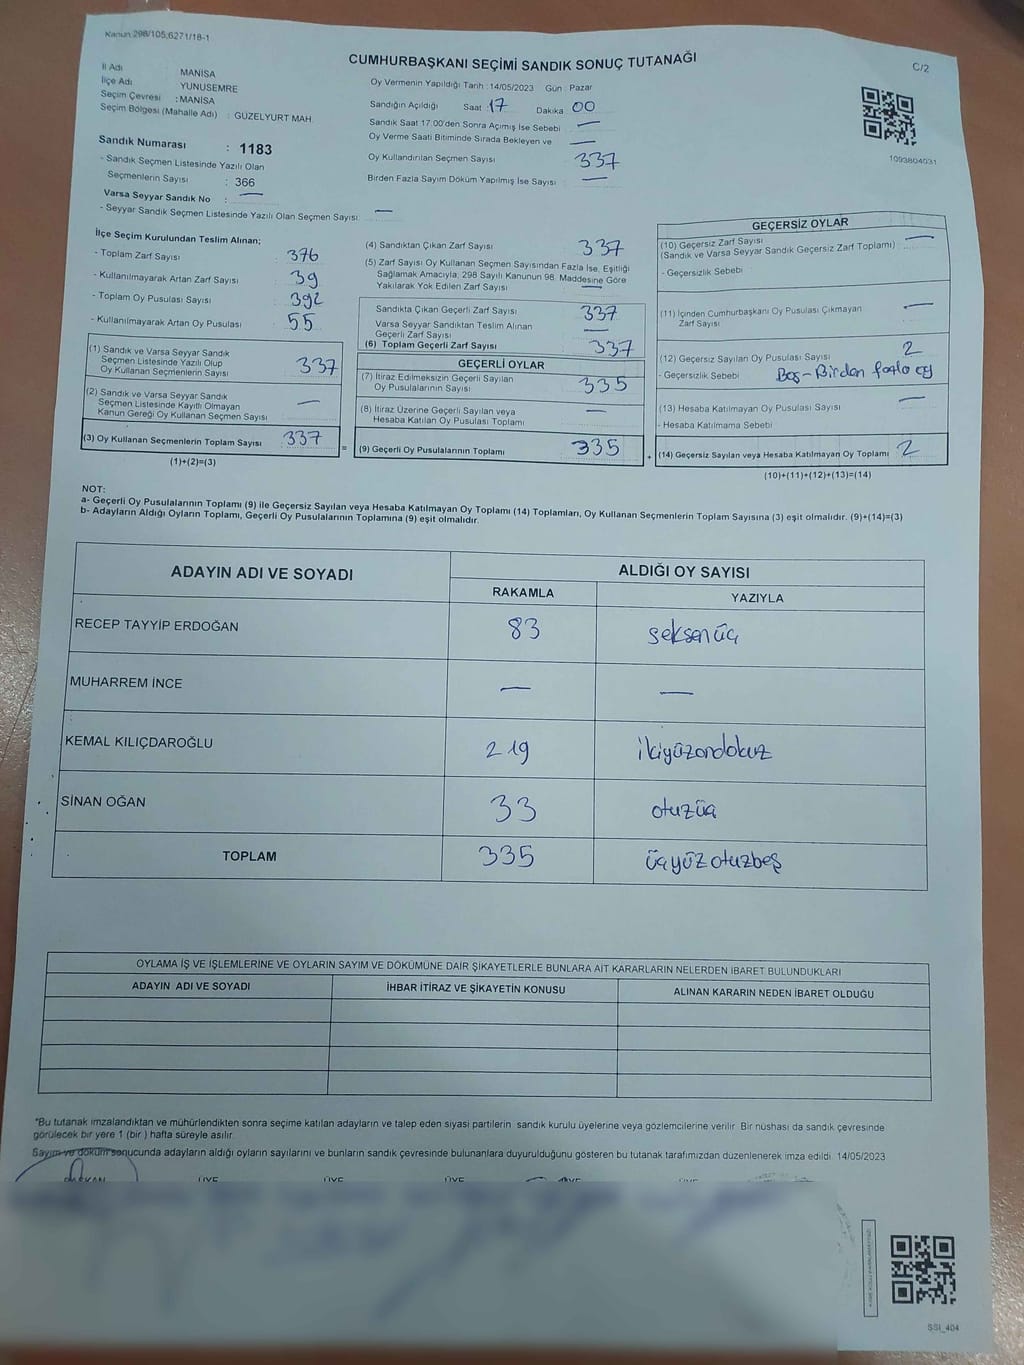 Kanun 298/105,6271/18-1
CUMHURBAŞKANI SEÇİMİ SANDIK SONUÇ TUTANAĞI
C/2
İl Adı MANİSA
İlçe Adı YUNUSEMRE
Seçim Çevresi : MANİSA
Seçim Bölgesi (Mahalle Adı) : GÜZELYURT MAH.
Sandık Numarası : 1183
- Sandık Seçmen Listesinde Yazılı Olan
Seçmenlerin Sayısı : 366
Varsa Seyyar Sandık No : —
- Seyyar Sandık Seçmen Listesinde Yazılı Olan Seçmen Sayısı: —
Oy Vermenin Yapıldığı Tarih : 14/05/2023 Gün : Pazar
Sandığın Açıldığı Saat 17 Dakika 00
Sandık Saat 17:00'den Sonra Açımış İse Sebebi —
Oy Verme Saati Bitiminde Sırada Bekleyen ve —
Oy Kullandırılan Seçmen Sayısı 337
Birden Fazla Sayım Döküm Yapılmış İse Sayısı —
1093804031
İlçe Seçim Kurulundan Teslim Alınan;
- Toplam Zarf Sayısı : 376
- Kullanılmayarak Artan Zarf Sayısı : 39
- Toplam Oy Pusulası Sayısı : 392
- Kullanılmayarak Artan Oy Pusulası : 55
(1) Sandık ve Varsa Seyyar Sandık
Seçmen Listesinde Yazılı Olup
Oy Kullanan Seçmenlerin Sayısı : 337
(2) Sandık ve Varsa Seyyar Sandık
Seçmen Listesinde Kayıtlı Olmayan
Kanun Gereği Oy Kullanan Seçmen Sayısı —
(3) Oy Kullanan Seçmenlerin Toplam Sayısı : 337
(1)+(2)=(3)
(4) Sandıktan Çıkan Zarf Sayısı 337
(5) Zarf Sayısı Oy Kullanan Seçmen Sayısından Fazla İse, Eşitliği
Sağlamak Amacıyla; 298 Sayılı Kanunun 98. Maddesine Göre
Yakılarak Yok Edilen Zarf Sayısı : —
Sandıkta Çıkan Geçerli Zarf Sayısı : 337
Varsa Seyyar Sandıktan Teslim Alınan
Geçerli Zarf Sayısı —
(6) Toplam Geçerli Zarf Sayısı : 337
GEÇERLİ OYLAR
(7) İtiraz Edilmeksizin Geçerli Sayılan
Oy Pusulalarının Sayısı : 335
(8) İtiraz Üzerine Geçerli Sayılan veya
Hesaba Katılan Oy Pusulası Toplamı —
= (9) Geçerli Oy Pusulalarının Toplamı : 335
GEÇERSİZ OYLAR
(10) Geçersiz Zarf Sayısı —
(Sandık ve Varsa Seyyar Sandık Geçersiz Zarf Toplamı) :
- Geçersizlik Sebebi
(11) İçinden Cumhurbaşkanı Oy Pusulası Çıkmayan —
Zarf Sayısı
(12) Geçersiz Sayılan Oy Pusulası Sayısı 2
- Geçersizlik Sebebi Boş-Birden fazla oy
(13) Hesaba Katılmayan Oy Pusulası Sayısı —
- Hesaba Katılmama Sebebi
+ (14) Geçersiz Sayılan veya Hesaba Katılmayan Oy Toplamı : 2
(10)+(11)+(12)+(13)=(14)
NOT:
a- Geçerli Oy Pusulalarının Toplamı (9) ile Geçersiz Sayılan veya Hesaba Katılmayan Oy Toplamı (14) Toplamları, Oy Kullanan Seçmenlerin Toplam Sayısına (3) eşit olmalıdır. (9)+(14)=(3)
b- Adayların Aldığı Oyların Toplamı, Geçerli Oy Pusulalarının Toplamına (9) eşit olmalıdır.
ADAYIN ADI VE SOYADI ALDIĞI OY SAYISI
RAKAMLA YAZIYLA
RECEP TAYYİP ERDOĞAN 83 seksenüç
MUHARREM İNCE — —
KEMAL KILIÇDAROĞLU 219 ikiyüzondokuz
SİNAN OĞAN 33 otuzüç
TOPLAM 335 üçyüzotuzbeş
OYLAMA İŞ VE İŞLEMLERİNE VE OYLARIN SAYIM VE DÖKÜMÜNE DAİR ŞİKAYETLERLE BUNLARA AİT KARARLARIN NELERDEN İBARET BULUNDUKLARI
ADAYIN ADI VE SOYADI İHBAR İTİRAZ VE ŞİKAYETİN KONUSU ALINAN KARARIN NEDEN İBARET OLDUĞU
*Bu tutanak imzalandıktan ve mühürlendikten sonra seçime katılan adayların ve talep eden siyasi partilerin sandık kurulu üyelerine veya gözlemcilerine verilir. Bir nüshası da sandık çevresinde
görülecek bir yere 1 (bir ) hafta süreyle asılır.
Sayım ve döküm sonucunda adayların aldığı oyların sayılarını ve bunların sandık çevresinde bulunanlara duyurulduğunu gösteren bu tutanak tarafımızdan düzenlenerek imza edildi. 14/05/2023
BAŞKAN ÜYE ÜYE ÜYE ÜYE ÜYE
SSI_404